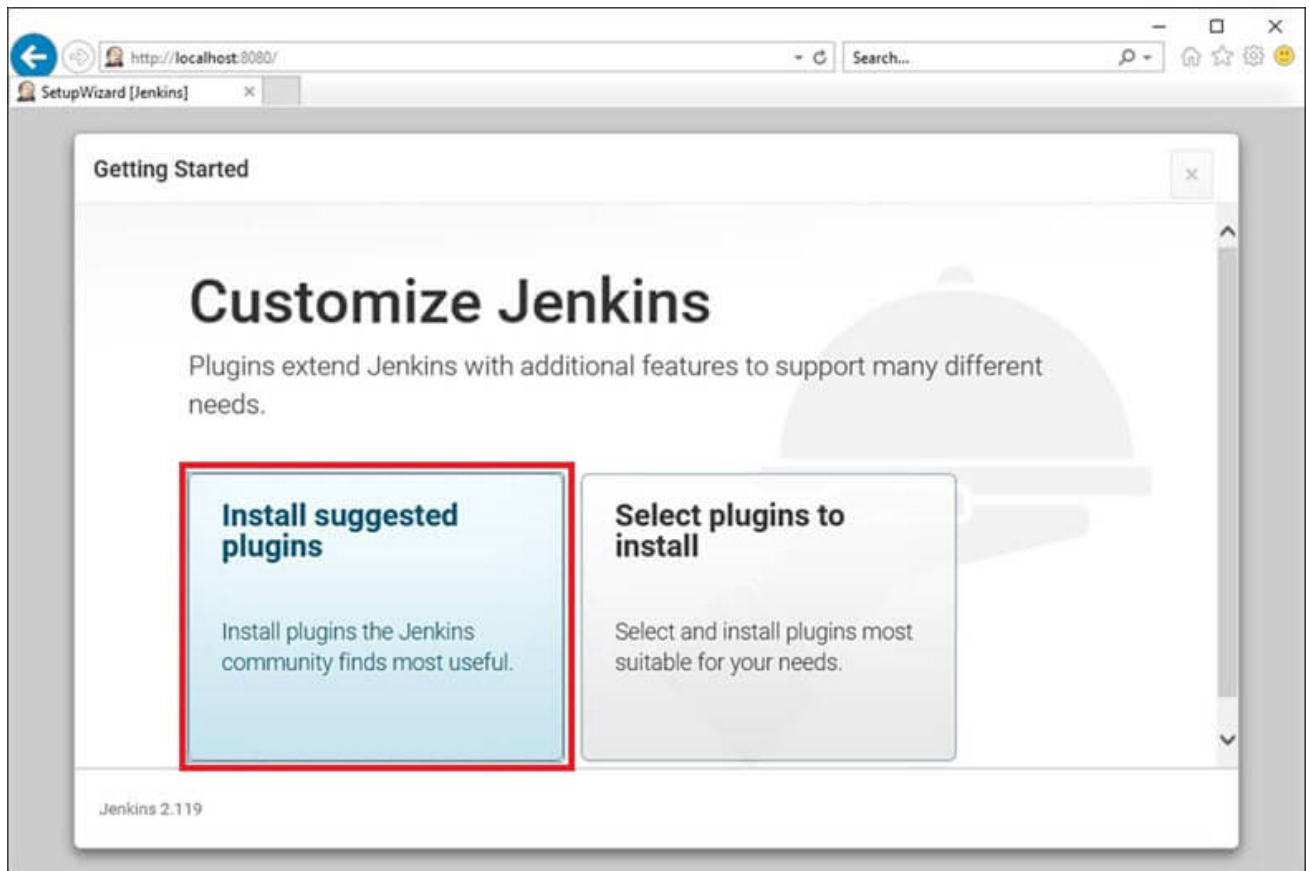 http://localhost:8080/
Search...
SetupWizard [Jenkins]
Getting Started
Customize Jenkins
Plugins extend Jenkins with additional features to support many different
needs.
Install suggested
plugins
Install plugins the Jenkins
community finds most useful.
Select plugins to
install
Select and install plugins most
suitable for your needs.
Jenkins 2.119